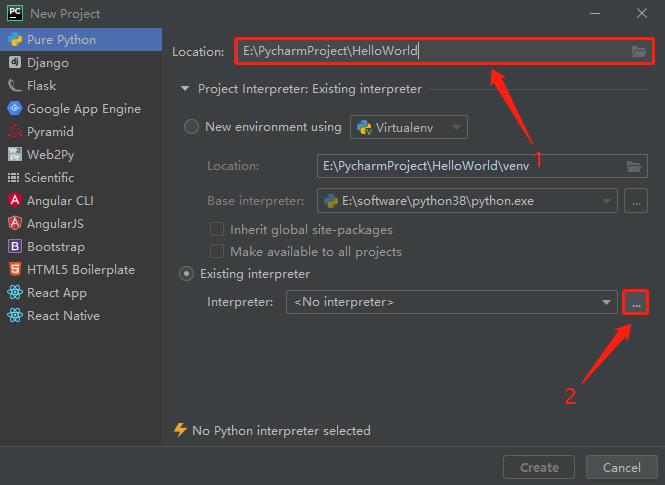 PC New Project
Pure Python
Django
Flask
Google App Engine
Pyramid
Web2Py
Scientific
Angular CLI
AngularJS
Bootstrap
HTML5 Boilerplate
React App
React Native
Location: E:\PycharmProject\HelloWorld
Project Interpreter: Existing interpreter
New environment using Virtualenv
1
Location: E:\PycharmProject\HelloWorld\venv
Base interpreter: E:\software\python38\python.exe ...
Inherit global site-packages
Make available to all projects
Existing interpreter
Interpreter: <No interpreter> ...
2
No Python interpreter selected
Create Cancel